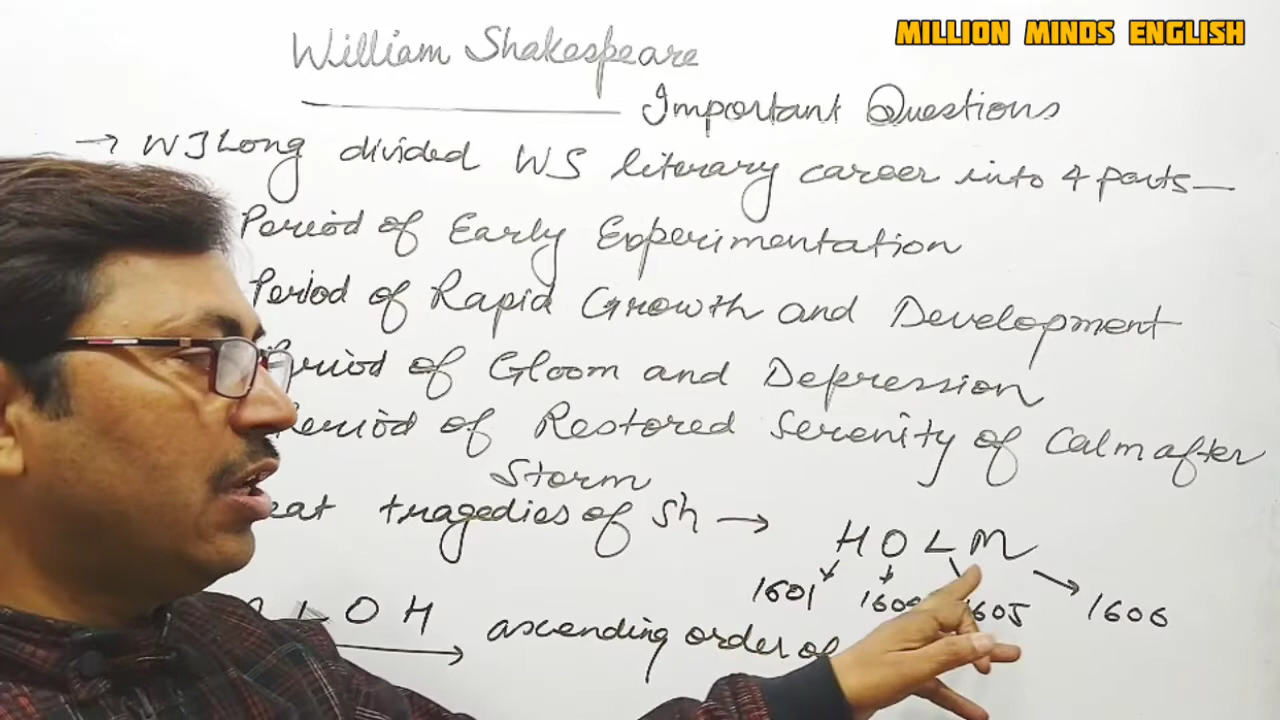 MILLION MINDS ENGLISH
William Shakespeare
Important Questions
→ WJ Long divided WS literary career into 4 parts—
Period of Early Experimentation
Period of Rapid Growth and Development
Period of Gloom and Depression
Period of Restored Serenity of Calm after
Storm
tragedies of Sh → H O L M
1601 1605 1606
L O H ascending order of